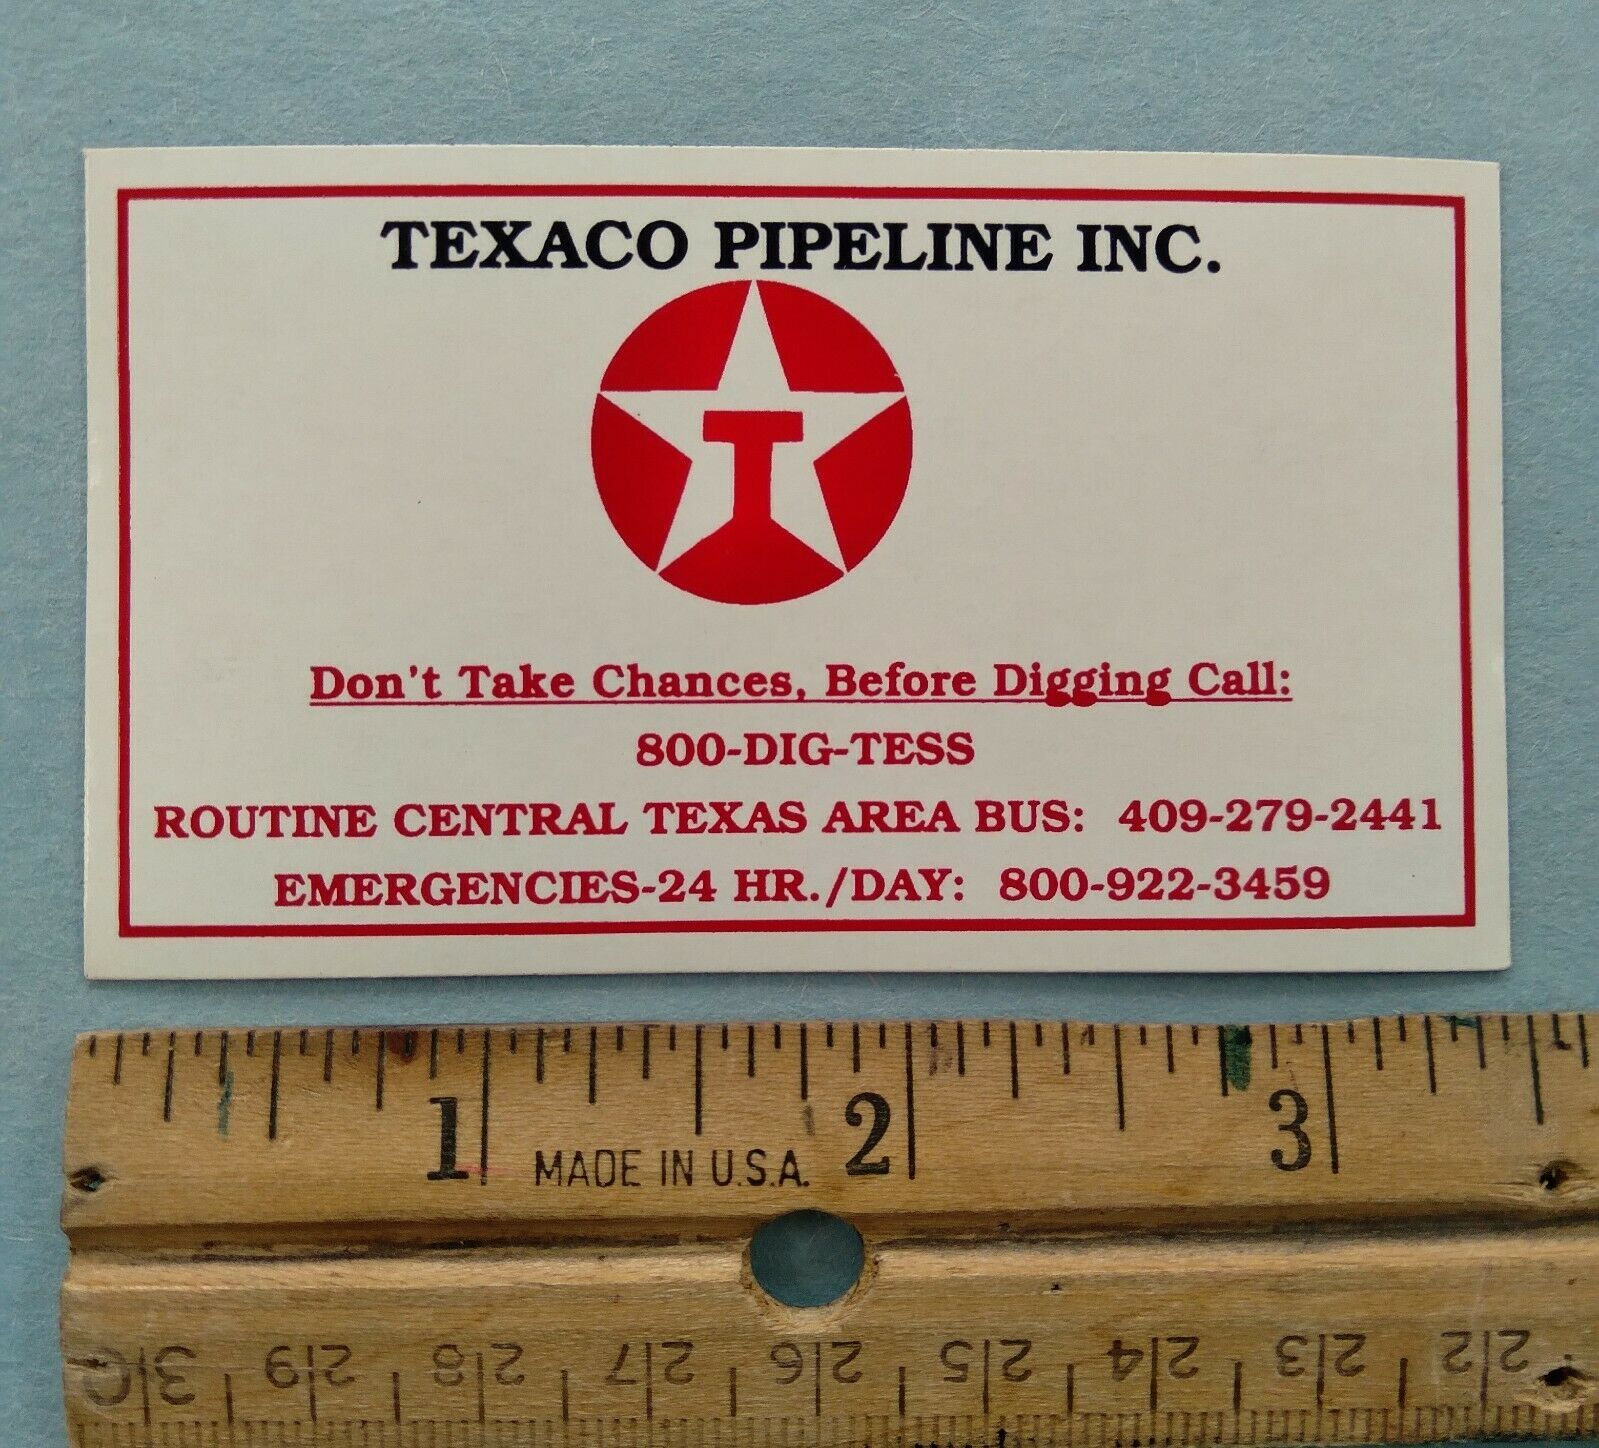 TEXACO PIPELINE INC.
T
Don't Take Chances, Before Digging Call:
800-DIG-TESS
ROUTINE CENTRAL TEXAS AREA BUS: 409-279-2441
EMERGENCIES-24 HR./DAY: 800-922-3459
1 2 3
MADE IN U.S.A.
30 29 28 27 26 25 24 23 22